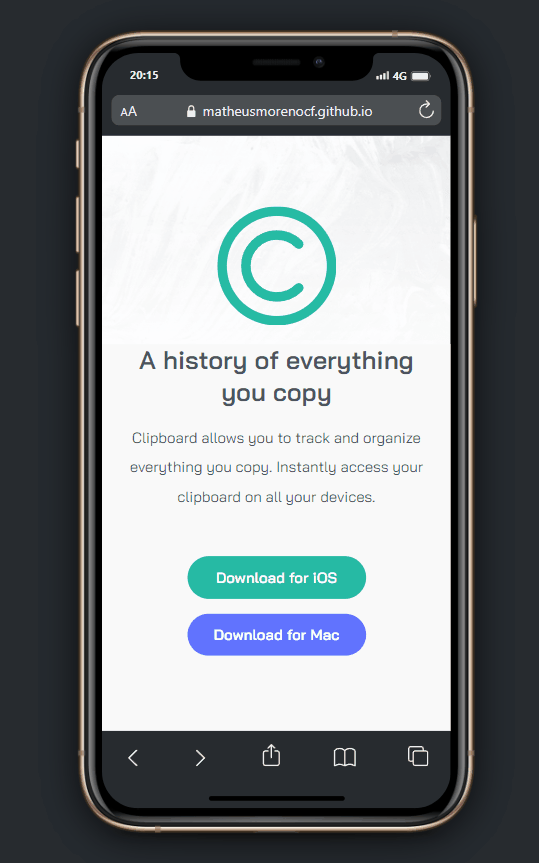 20:15
4G
AA
matheusmorenocf.github.io
A history of everything
you copy
Clipboard allows you to track and organize
everything you copy. Instantly access your
clipboard on all your devices.
Download for iOS
Download for Mac